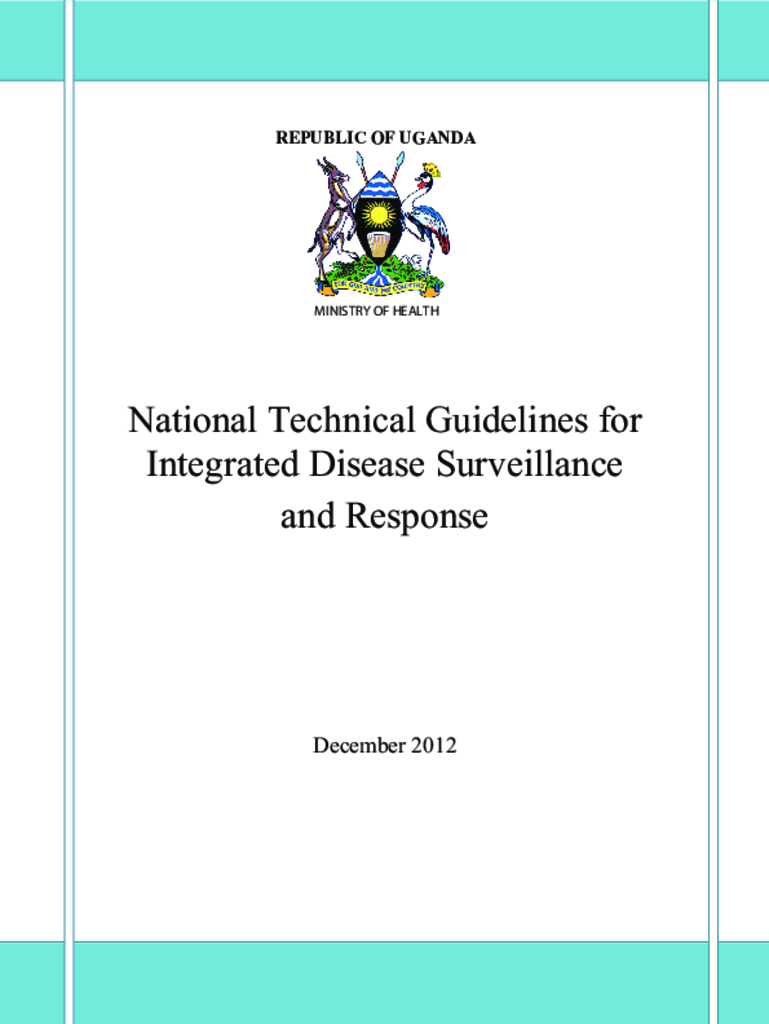 REPUBLIC OF UGANDA
FOR GOD AND MY COUNTRY
MINISTRY OF HEALTH
National Technical Guidelines for
Integrated Disease Surveillance
and Response
December 2012